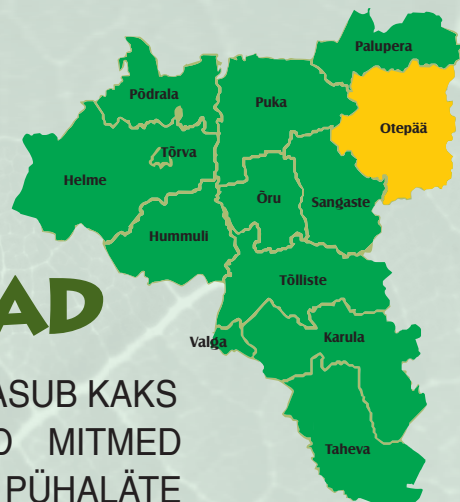 Palupera
Põdrala
Puka
Otepää
Tõrva
Helme
Õru
Sangaste
Hummuli
Tõlliste
AD
Valga
Karula
ASUB KAKS
MITMED
Taheva
PÜHALÄTE